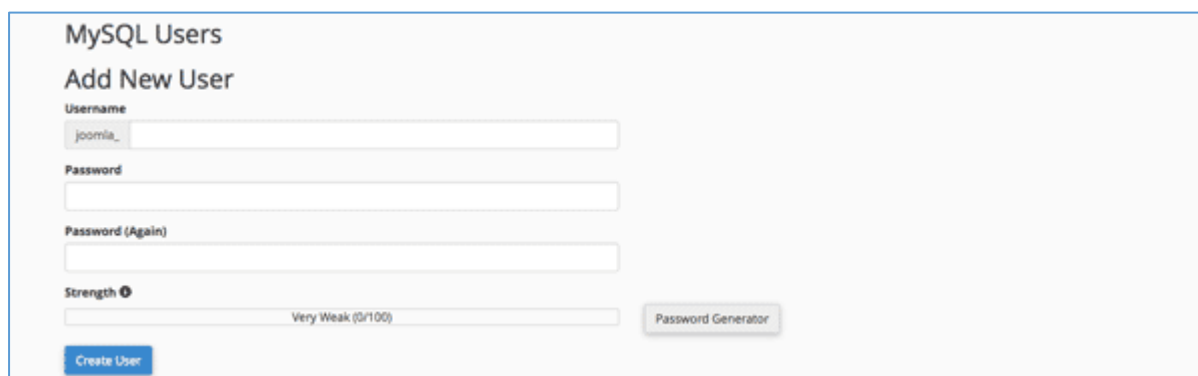 MySQL Users
Add New User
Username
joomla_
Password
Password (Again)
Strength
Very Weak (0/100)
Password Generator
Create User